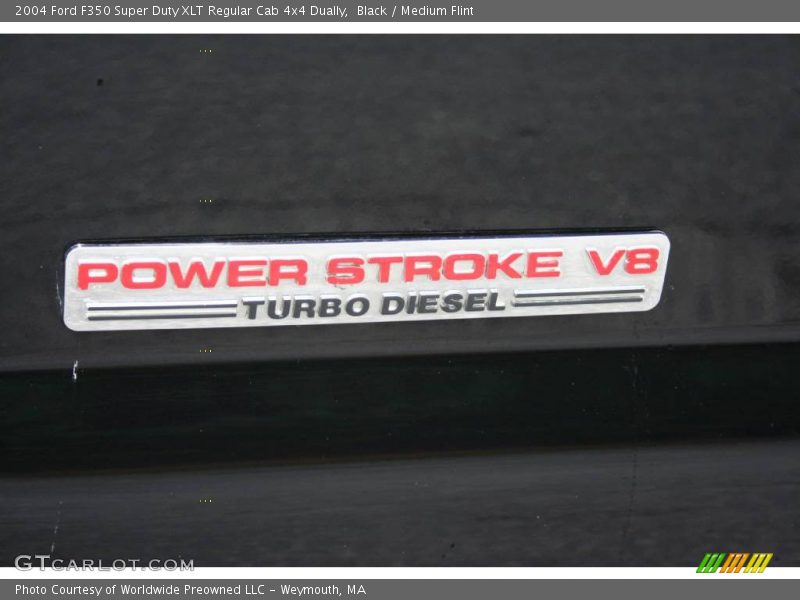 2004 Ford F350 Super Duty XLT Regular Cab 4x4 Dually, Black / Medium Flint
POWER STROKE V8
TURBO DIESEL
GTCARLOT.COM
Photo Courtesy of Worldwide Preowned LLC - Weymouth, MA